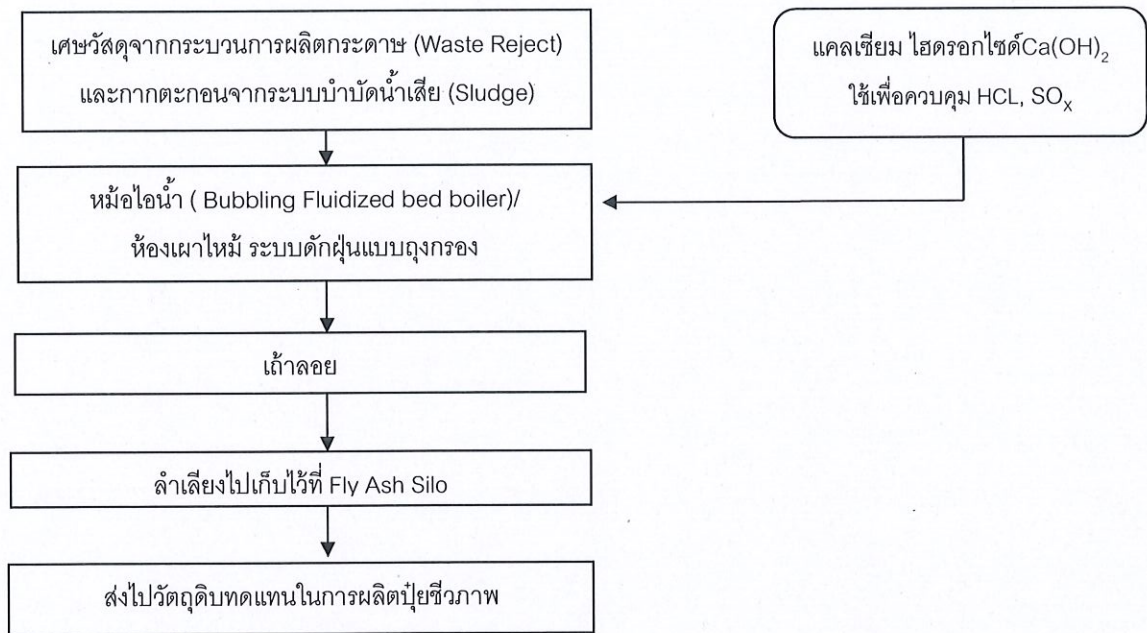 เศษวัสดุจากกระบวนการผลิตกระดาษ (Waste Reject)
และกากตะกอนจากระบบบำบัดน้ำเสีย (Sludge)
แคลเซียม ไฮดรอกไซด์Ca(OH)₂
ใช้เพื่อควบคุม HCL, SOₓ
หม้อไอน้ำ ( Bubbling Fluidized bed boiler)/
ห้องเผาไหม้ ระบบดักฝุ่นแบบถุงกรอง
เถ้าลอย
ลำเลียงไปเก็บไว้ที่ Fly Ash Silo
ส่งไปวัตถุดิบทดแทนในการผลิตปุ๋ยชีวภาพ